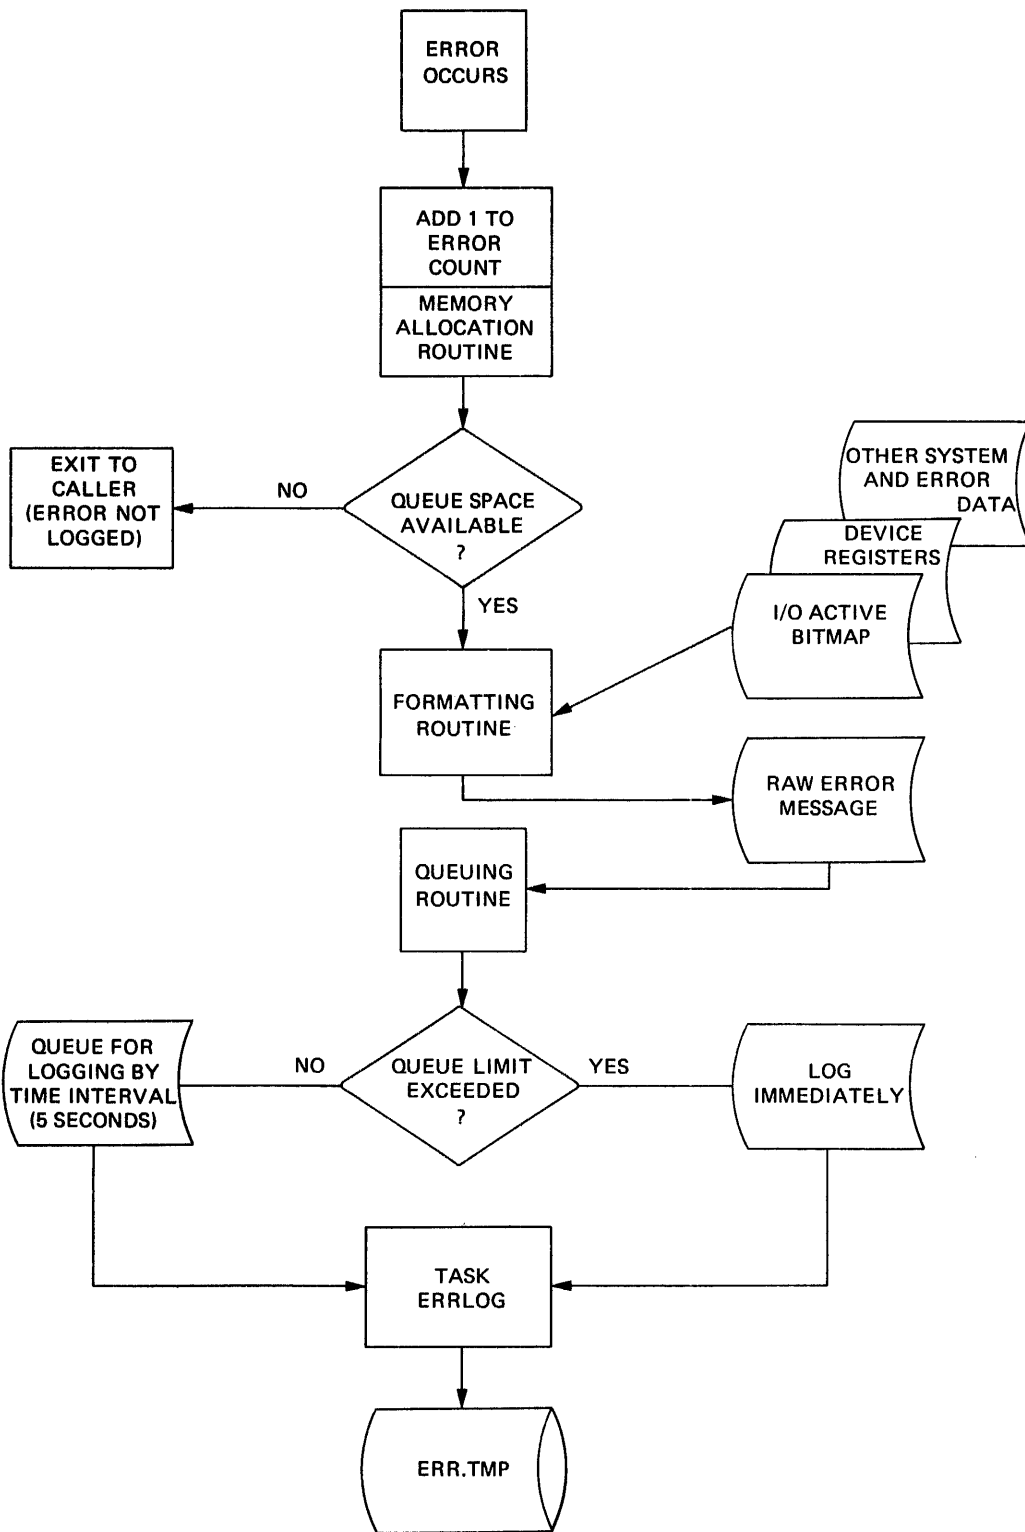 ERROR
OCCURS
ADD 1 TO
ERROR
COUNT
MEMORY
ALLOCATION
ROUTINE
EXIT TO
CALLER
(ERROR NOT
LOGGED)
NO
QUEUE SPACE
AVAILABLE
?
YES
OTHER SYSTEM
AND ERROR
DATA
DEVICE
REGISTERS
I/O ACTIVE
BITMAP
FORMATTING
ROUTINE
RAW ERROR
MESSAGE
QUEUING
ROUTINE
QUEUE FOR
LOGGING BY
TIME INTERVAL
(5 SECONDS)
NO
QUEUE LIMIT
EXCEEDED
?
YES
LOG
IMMEDIATELY
TASK
ERRLOG
ERR.TMP